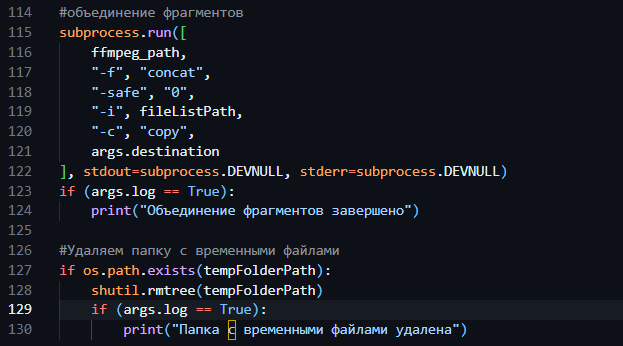 114 #объединение фрагментов
115 subprocess.run([
116     ffmpeg_path,
117     "-f", "concat",
118     "-safe", "0",
119     "-i", fileListPath,
120     "-c", "copy",
121     args.destination
122 ], stdout=subprocess.DEVNULL, stderr=subprocess.DEVNULL)
123 if (args.log == True):
124     print("Объединение фрагментов завершено")
125
126 #Удаляем папку с временными файлами
127 if os.path.exists(tempFolderPath):
128     shutil.rmtree(tempFolderPath)
129     if (args.log == True):
130         print("Папка с временными файлами удалена")